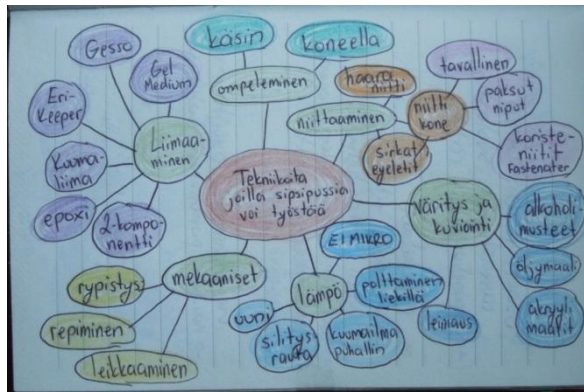 Tekniikoita
joilla sipsipussia
voi työstöä
ompeleminen
käsin
koneella
niittaaminen
haara
niitti
niitti
kone
tavallinen
paksut
niput
koriste-
niitit
Fastenater
sirkat/
eyeletit
väritys ja
kuviointi
alkoholi-
musteet
öljymaali
akryyli
maalit
leimaus
lämpö
EI MIKRO
polttaminen
liekillä
kuumailma
puhallin
silitys
rauta
uuni
mekaaniset
rypistys
repiminen
leikkaaminen
Liimaa-
minen
Gesso
Gel
Medium
Eri-
Keeper
Kuuma-
liima
epoxi
2-kompo-
nentti